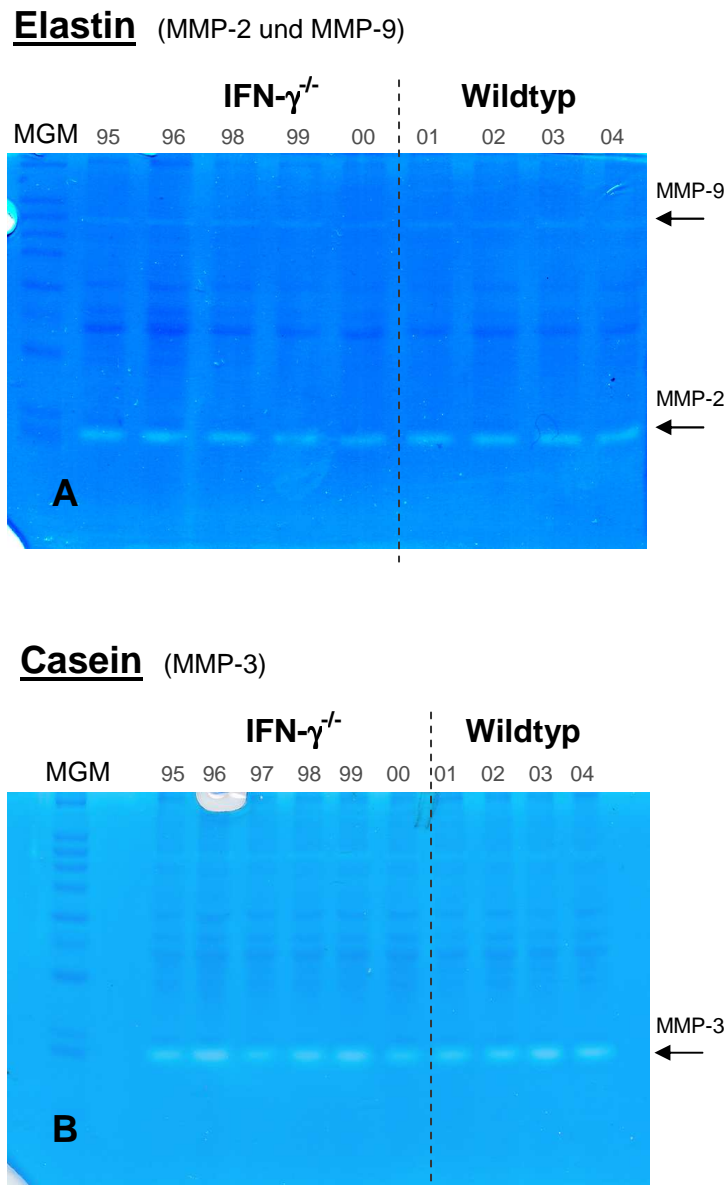 Elastin (MMP-2 und MMP-9)
IFN-γ-/- Wildtyp
MGM 95 96 98 99 00 01 02 03 04
MMP-9
MMP-2
A
Casein (MMP-3)
IFN-γ-/- Wildtyp
MGM 95 96 97 98 99 00 01 02 03 04
MMP-3
B